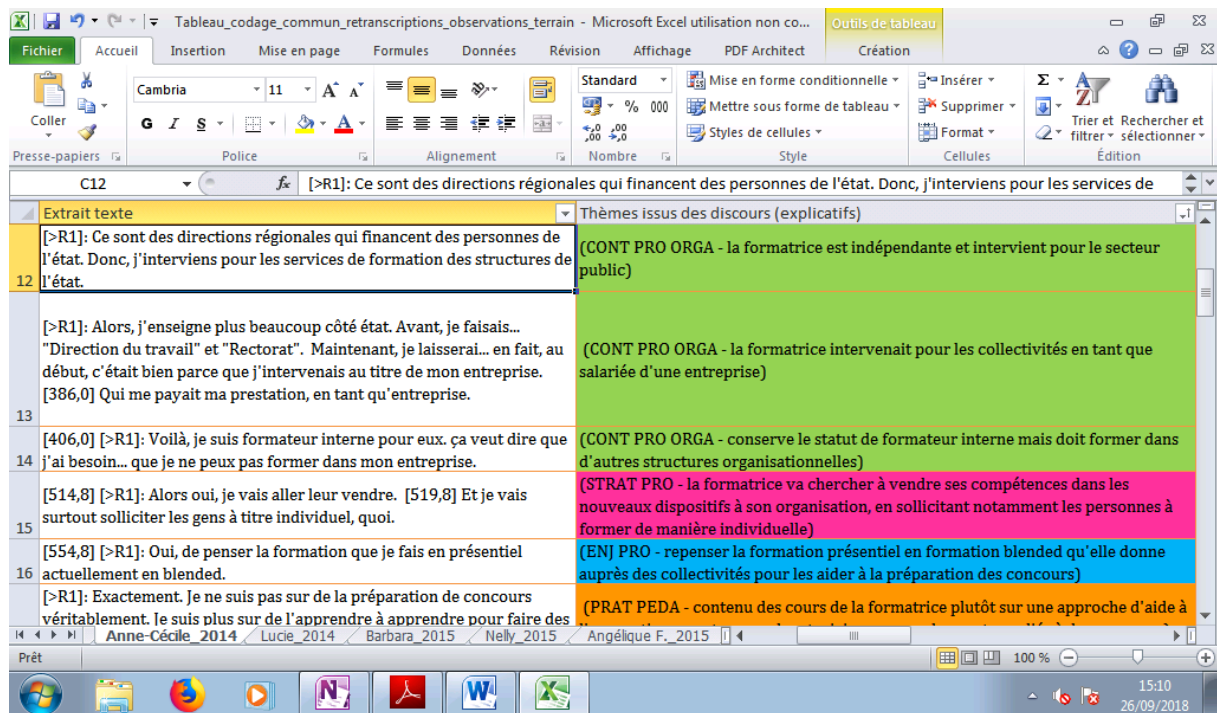 Tableau_codage_commun_retranscriptions_observations_terrain - Microsoft Excel utilisation non co...
Outils de tableau
Fichier Accueil Insertion Mise en page Formules Données Révision Affichage PDF Architect Création
Coller
Cambria 11
G I S
Standard
% 000
Mise en forme conditionnelle
Mettre sous forme de tableau
Styles de cellules
Insérer
Supprimer
Format
Trier et filtrer
Rechercher et sélectionner
Presse-papiers Police Alignement Nombre Style Cellules Édition
C12 fx [>R1]: Ce sont des directions régionales qui financent des personnes de l'état. Donc, j'interviens pour les services de
Extrait texte
Thèmes issus des discours (explicatifs)
12
[>R1]: Ce sont des directions régionales qui financent des personnes de
l'état. Donc, j'interviens pour les services de formation des structures de
l'état.
(CONT PRO ORGA - la formatrice est indépendante et intervient pour le secteur
public)
13
[>R1]: Alors, j'enseigne plus beaucoup côté état. Avant, je faisais...
"Direction du travail" et "Rectorat". Maintenant, je laisserai... en fait, au
début, c'était bien parce que j'intervenais au titre de mon entreprise.
[386,0] Qui me payait ma prestation, en tant qu'entreprise.
(CONT PRO ORGA - la formatrice intervenait pour les collectivités en tant que
salariée d'une entreprise)
14
[406,0] [>R1]: Voilà, je suis formateur interne pour eux. ça veut dire que
j'ai besoin... que je ne peux pas former dans mon entreprise.
(CONT PRO ORGA - conserve le statut de formateur interne mais doit former dans
d'autres structures organisationnelles)
15
[514,8] [>R1]: Alors oui, je vais aller leur vendre. [519,8] Et je vais
surtout solliciter les gens à titre individuel, quoi.
(STRAT PRO - la formatrice va chercher à vendre ses compétences dans les
nouveaux dispositifs à son organisation, en sollicitant notamment les personnes à
former de manière individuelle)
16
[554,8] [>R1]: Oui, de penser la formation que je fais en présentiel
actuellement en blended.
(ENJ PRO - repenser la formation présentiel en formation blended qu'elle donne
auprès des collectivités pour les aider à la préparation des concours)
[>R1]: Exactement. Je ne suis pas sur de la préparation de concours
véritablement. Je suis plus sur de l'apprendre à apprendre pour faire des
(PRAT PEDA - contenu des cours de la formatrice plutôt sur une approche d'aide à
Anne-Cécile_2014 Lucie_2014 Barbara_2015 Nelly_2015 Angélique F._2015
Prêt
100 %
15:10
26/09/2018